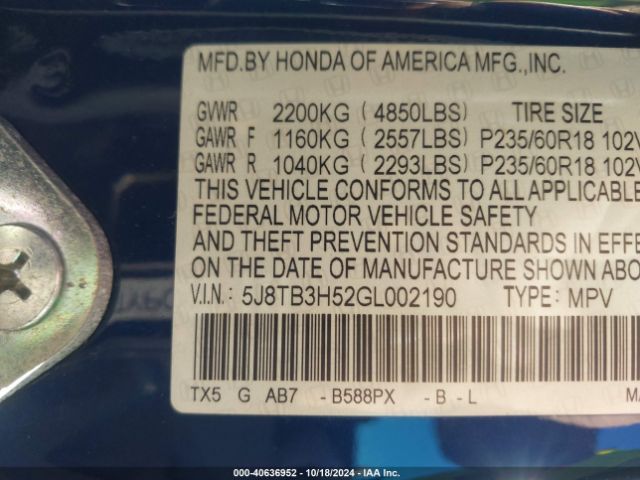 MFD.BY HONDA OF AMERICA MFG.,INC.
GVWR 2200KG (4850LBS) TIRE SIZE
GAWR F 1160KG (2557LBS) P235/60R18 102V
GAWR R 1040KG (2293LBS) P235/60R18 102V
THIS VEHICLE CONFORMS TO ALL APPLICABLE
FEDERAL MOTOR VEHICLE SAFETY
AND THEFT PREVENTION STANDARDS IN EFFE
ON THE DATE OF MANUFACTURE SHOWN ABO
V.I.N.: 5J8TB3H52GL002190 TYPE: MPV
TX5 G AB7 - B588PX - B - L MA
000-40636952 | 10/18/2024 - IAA Inc.